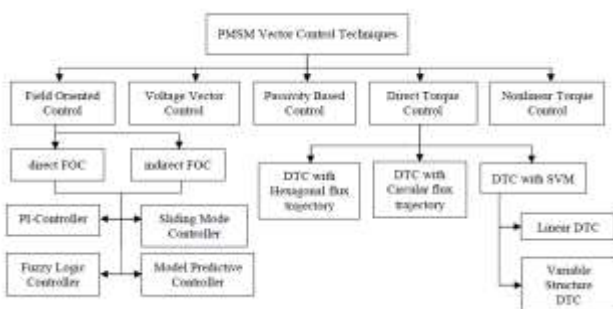 PMSM Vector Control Techniques
Field Oriented
Control
Voltage Vector
Control
Passivity Based
Control
Direct Torque
Control
Nonlinear Torque
Control
direct FOC
indirect FOC
DTC with
Hexagonal flux
trajectory
DTC with
Circular flux
trajectory
DTC with SVM
PI-Controller
Sliding Mode
Controller
Linear DTC
Fuzzy Logic
Controller
Model Predictive
Controller
Variable
Structure
DTC